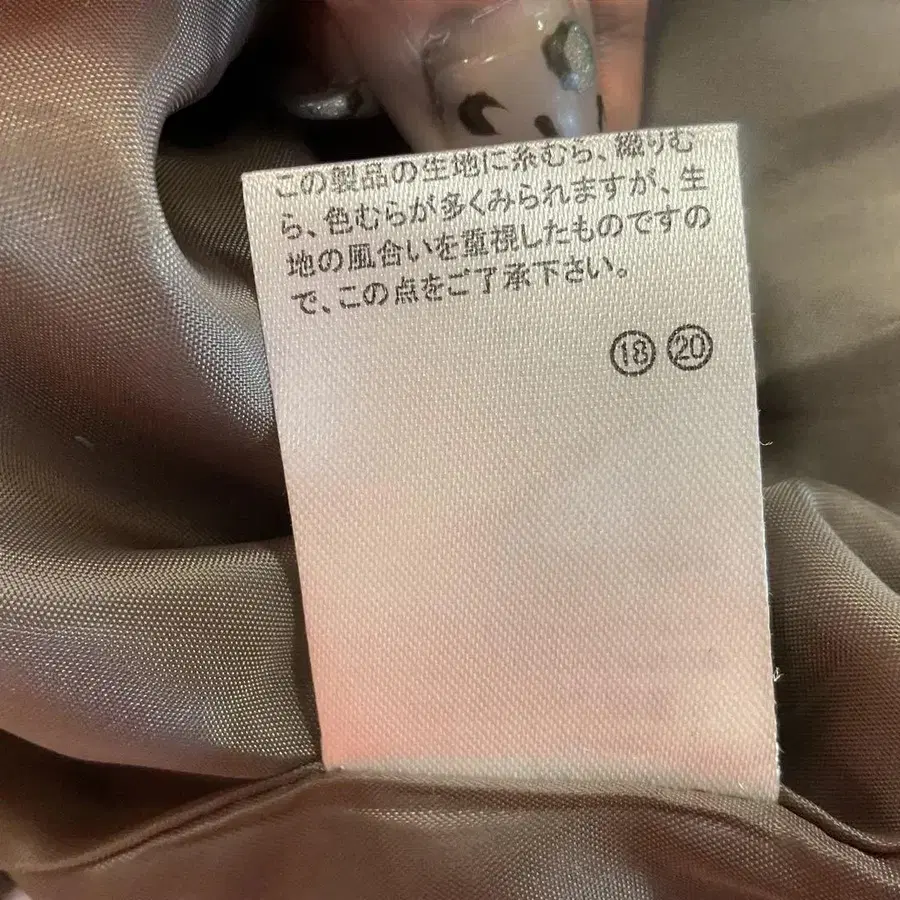 この製品の生地に糸むら、織りむ
ら、色むらが多くみられますが、生
地の風合いを重視したものですの
で、この点をご了承下さい。
⑱ ⑳